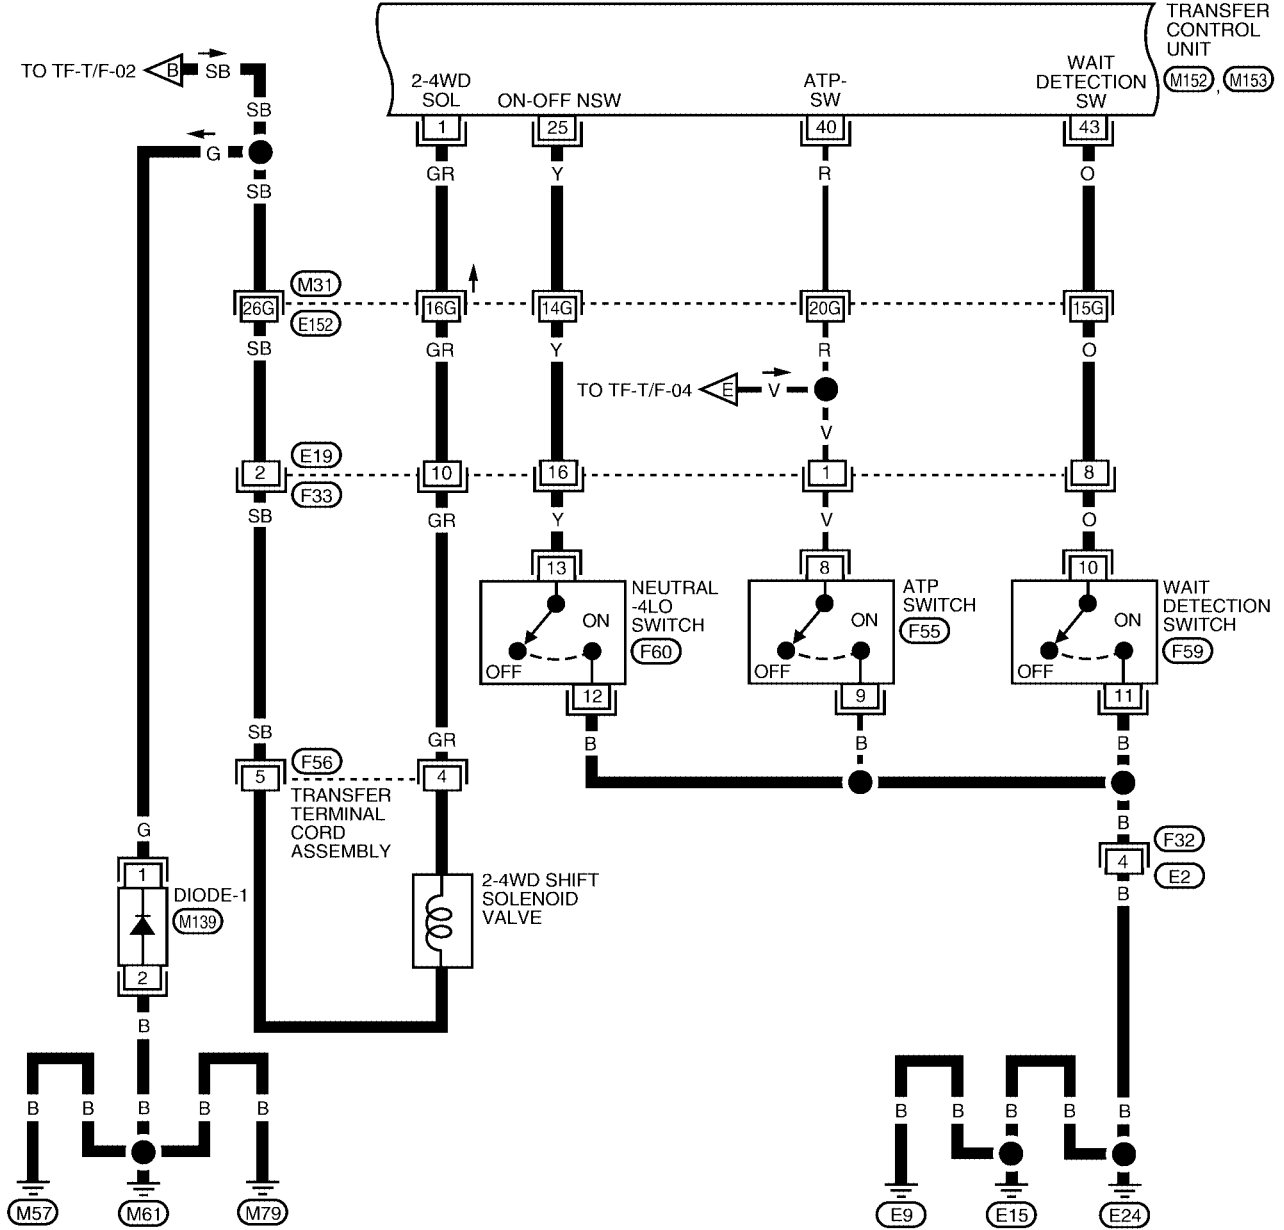 TRANSFER
CONTROL
UNIT
M152 , M153
2-4WD
SOL
ON-OFF NSW
ATP-
SW
WAIT
DETECTION
SW
TO TF-T/F-02 B SB
SB
1 25 40 43
G
GR Y R O
SB
M31
26G 16G 14G 20G 15G
E152
SB GR Y R O
TO TF-T/F-04 E V
V
E19
2 10 16 1 8
F33
SB GR Y V O
13 8 10
NEUTRAL
-4LO
SWITCH
F60
ON
OFF
ATP
SWITCH
F55
ON
OFF
WAIT
DETECTION
SWITCH
F59
ON
OFF
12 9 11
SB GR B B B
F56
5 4
TRANSFER
TERMINAL
CORD
ASSEMBLY
G B
F32
4
E2
1
DIODE-1
M139
2-4WD SHIFT
SOLENOID
VALVE
B
2
B
B B B B B B B B B B
M57 M61 M79 E9 E15 E24